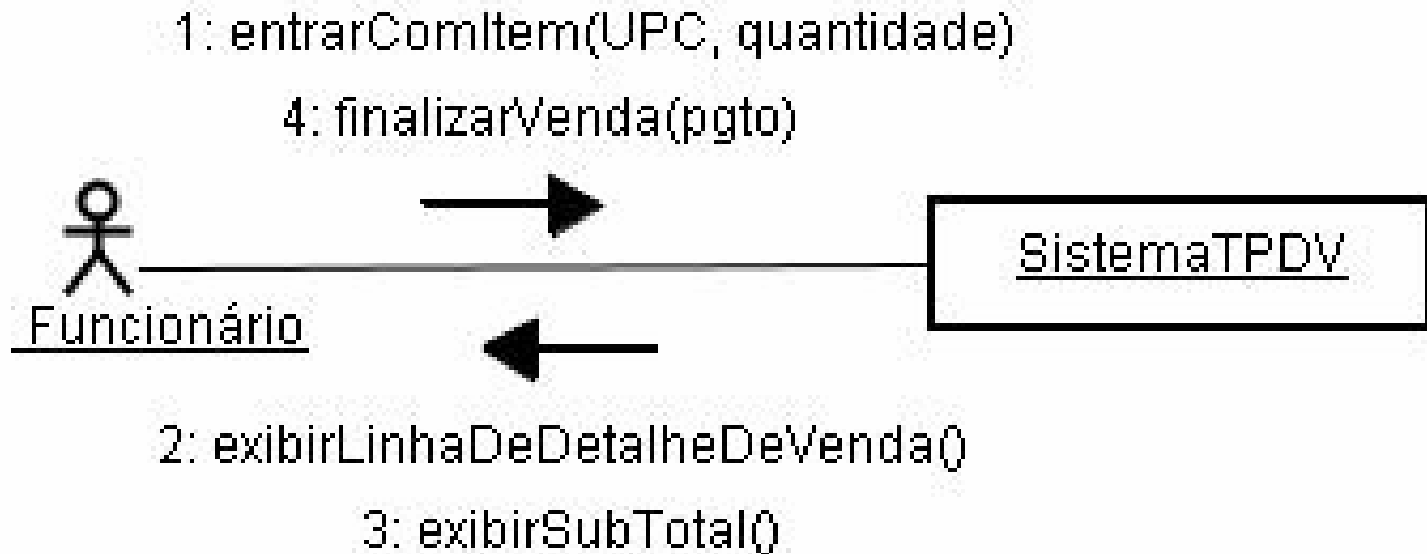 1: entrarComItem(UPC, quantidade)
4: finalizarVenda(pgto)
SistemaTPDV
Funcionário
2: exibirLinhaDeDetalheDeVenda()
3: exibirSubTotal()